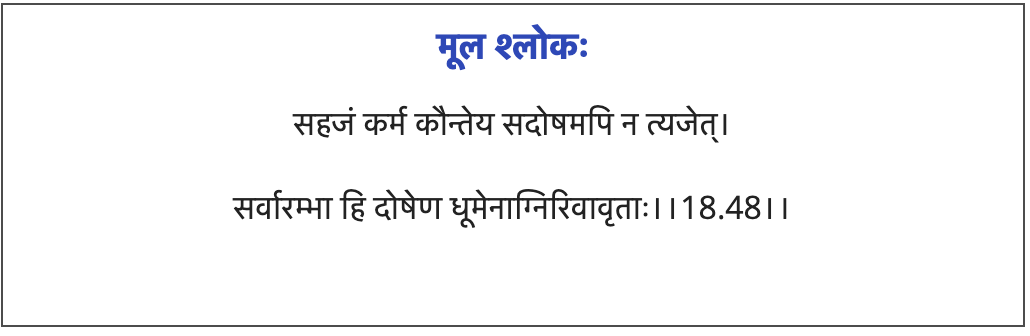 मूल श्लोकः
सहजं कर्म कौन्तेय सदोषमपि न त्यजेत्।
सर्वारम्भा हि दोषेण धूमेनाग्निरिवावृताः।।18.48।।